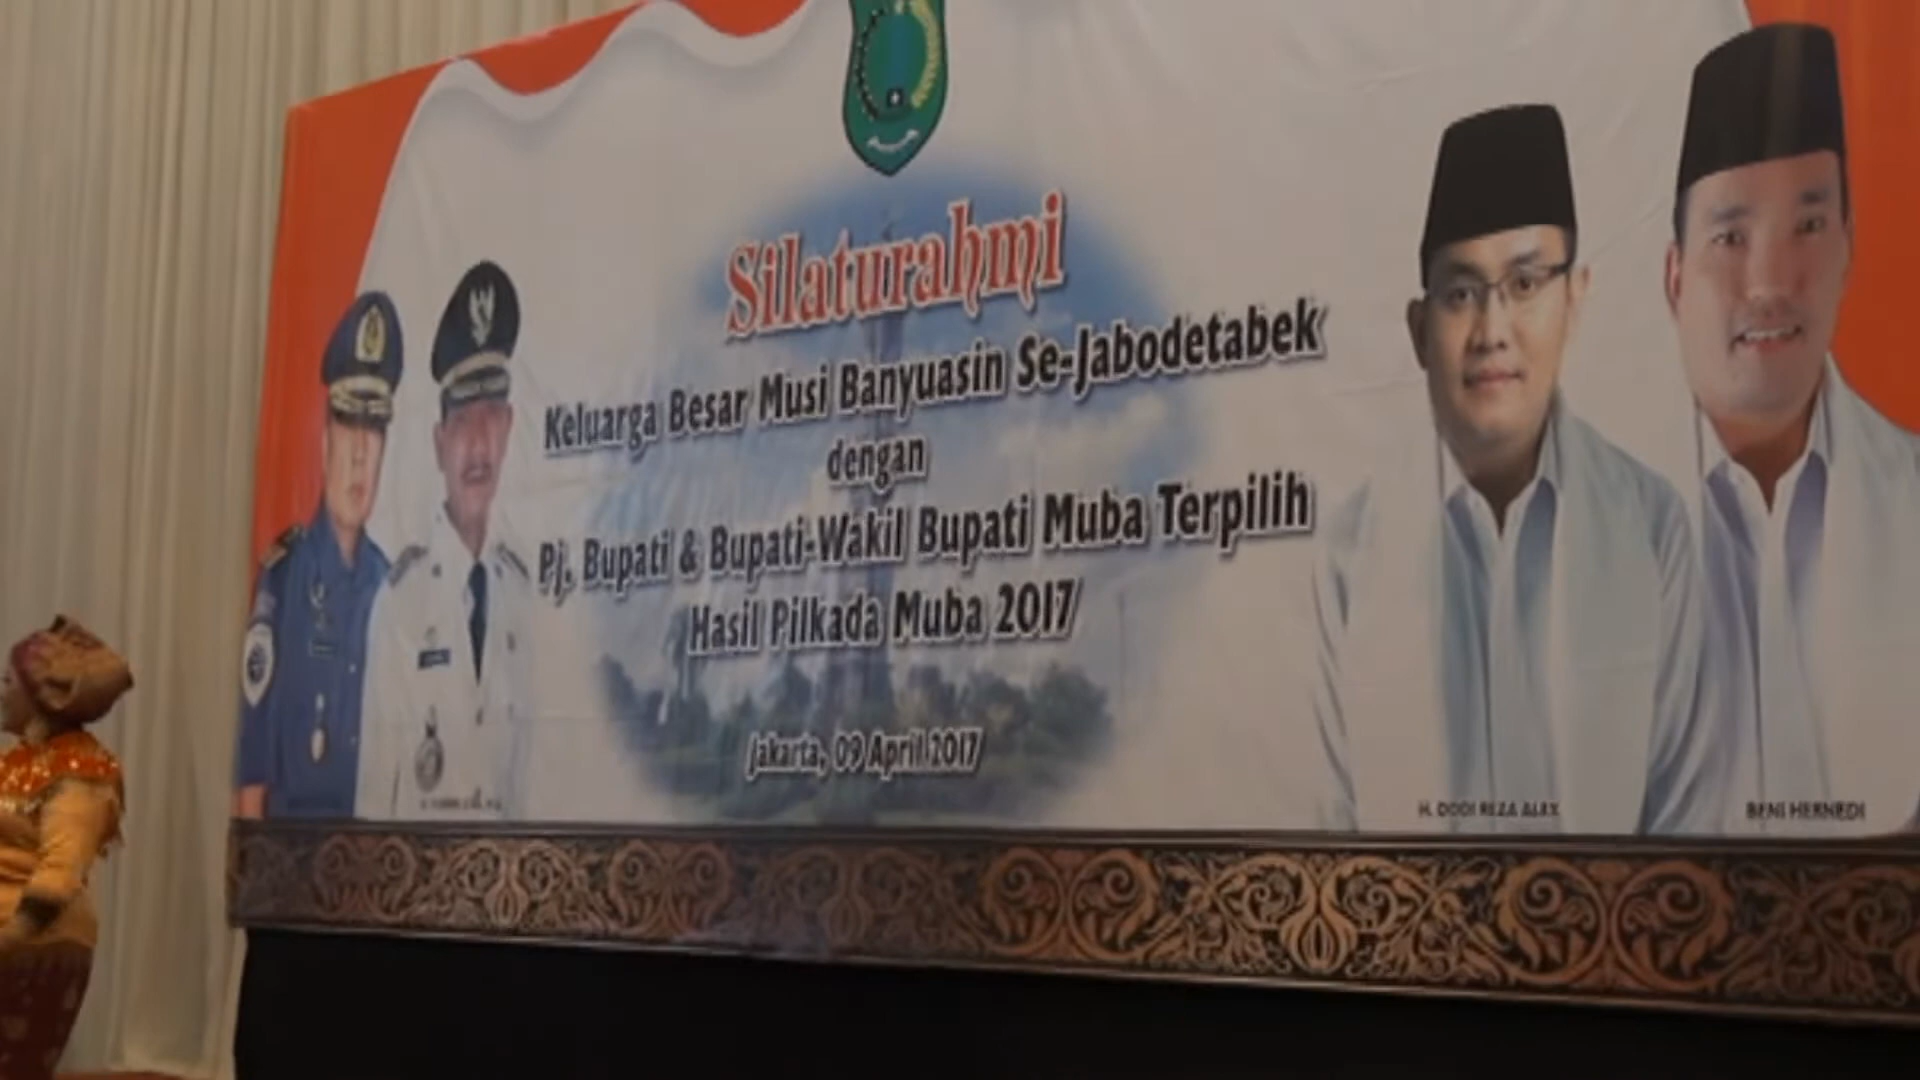 Silaturahmi
Keluarga Besar Musi Banyuasin Se-Jabodetabek
dengan
Pj. Bupati & Bupati-Wakil Bupati Muba Terpilih
Hasil Pilkada Muba 2017
Jakarta, 09 April 2017
H. DODI REZA ALEX
BENI HERNEDI